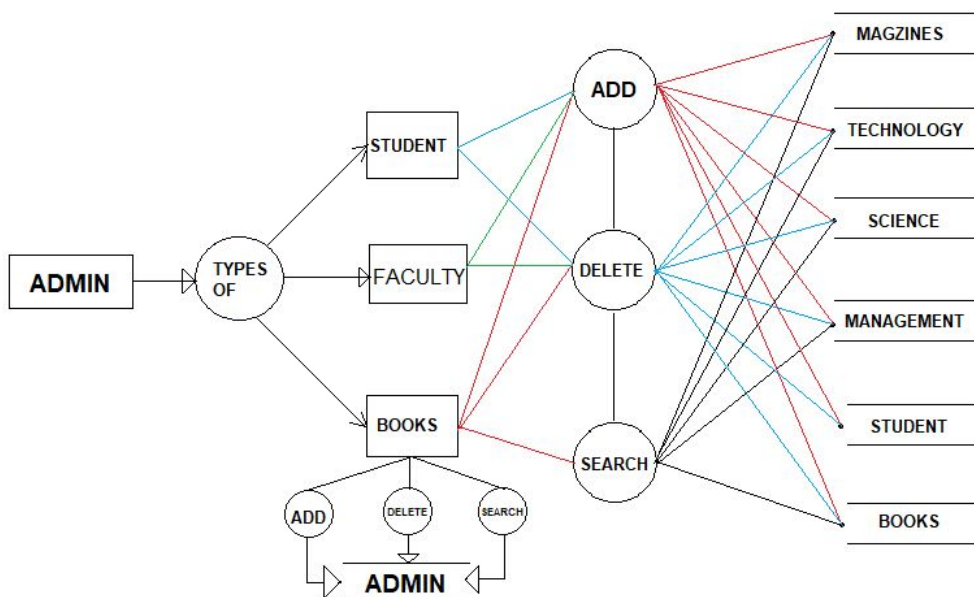 MAGZINES
ADD
TECHNOLOGY
STUDENT
SCIENCE
TYPES
OF
ADMIN
FACULTY
DELETE
MANAGEMENT
BOOKS
STUDENT
SEARCH
ADD
DELETE
SEARCH
BOOKS
ADMIN